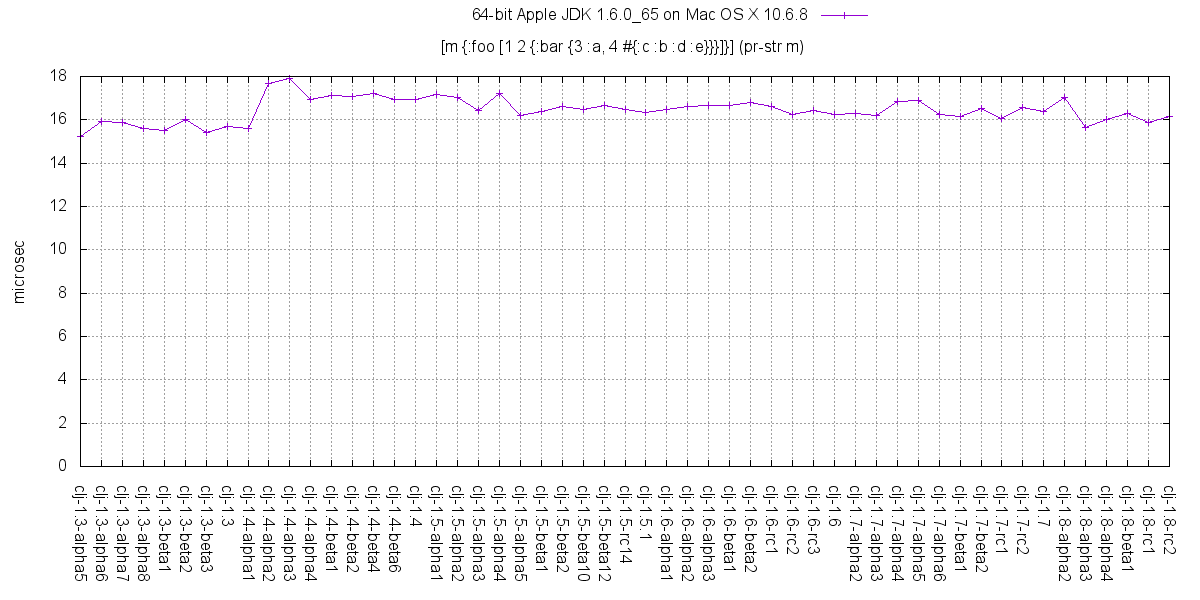 64-bit Apple JDK 1.6.0_65 on Mac OS X 10.6.8
[m {:foo [1 2 {:bar {3 :a, 4 #{:c :b :d :e}}}]}] (pr-str m)
18
16
14
12
10
8
6
4
2
0
microsec
clj-1.3-alpha5
clj-1.3-alpha6
clj-1.3-alpha7
clj-1.3-alpha8
clj-1.3-beta1
clj-1.3-beta2
clj-1.3-beta3
clj-1.3
clj-1.4-alpha1
clj-1.4-alpha2
clj-1.4-alpha3
clj-1.4-alpha4
clj-1.4-beta1
clj-1.4-beta2
clj-1.4-beta4
clj-1.4-beta6
clj-1.4
clj-1.5-alpha1
clj-1.5-alpha2
clj-1.5-alpha3
clj-1.5-alpha4
clj-1.5-alpha5
clj-1.5-beta1
clj-1.5-beta2
clj-1.5-beta10
clj-1.5-beta12
clj-1.5-rc14
clj-1.5.1
clj-1.6-alpha1
clj-1.6-alpha2
clj-1.6-alpha3
clj-1.6-beta1
clj-1.6-beta2
clj-1.6-rc1
clj-1.6-rc2
clj-1.6-rc3
clj-1.6
clj-1.7-alpha2
clj-1.7-alpha3
clj-1.7-alpha4
clj-1.7-alpha5
clj-1.7-alpha6
clj-1.7-beta1
clj-1.7-beta2
clj-1.7-rc1
clj-1.7-rc2
clj-1.7
clj-1.8-alpha2
clj-1.8-alpha3
clj-1.8-alpha4
clj-1.8-beta1
clj-1.8-rc1
clj-1.8-rc2